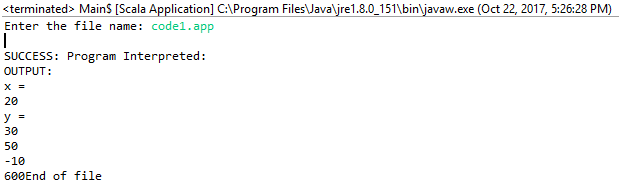 <terminated> Main$ [Scala Application] C:\Program Files\Java\jre1.8.0_151\bin\javaw.exe (Oct 22, 2017, 5:26:28 PM)
Enter the file name: code1.app
SUCCESS: Program Interpreted:
OUTPUT:
x =
20
y =
30
50
-10
600End of file